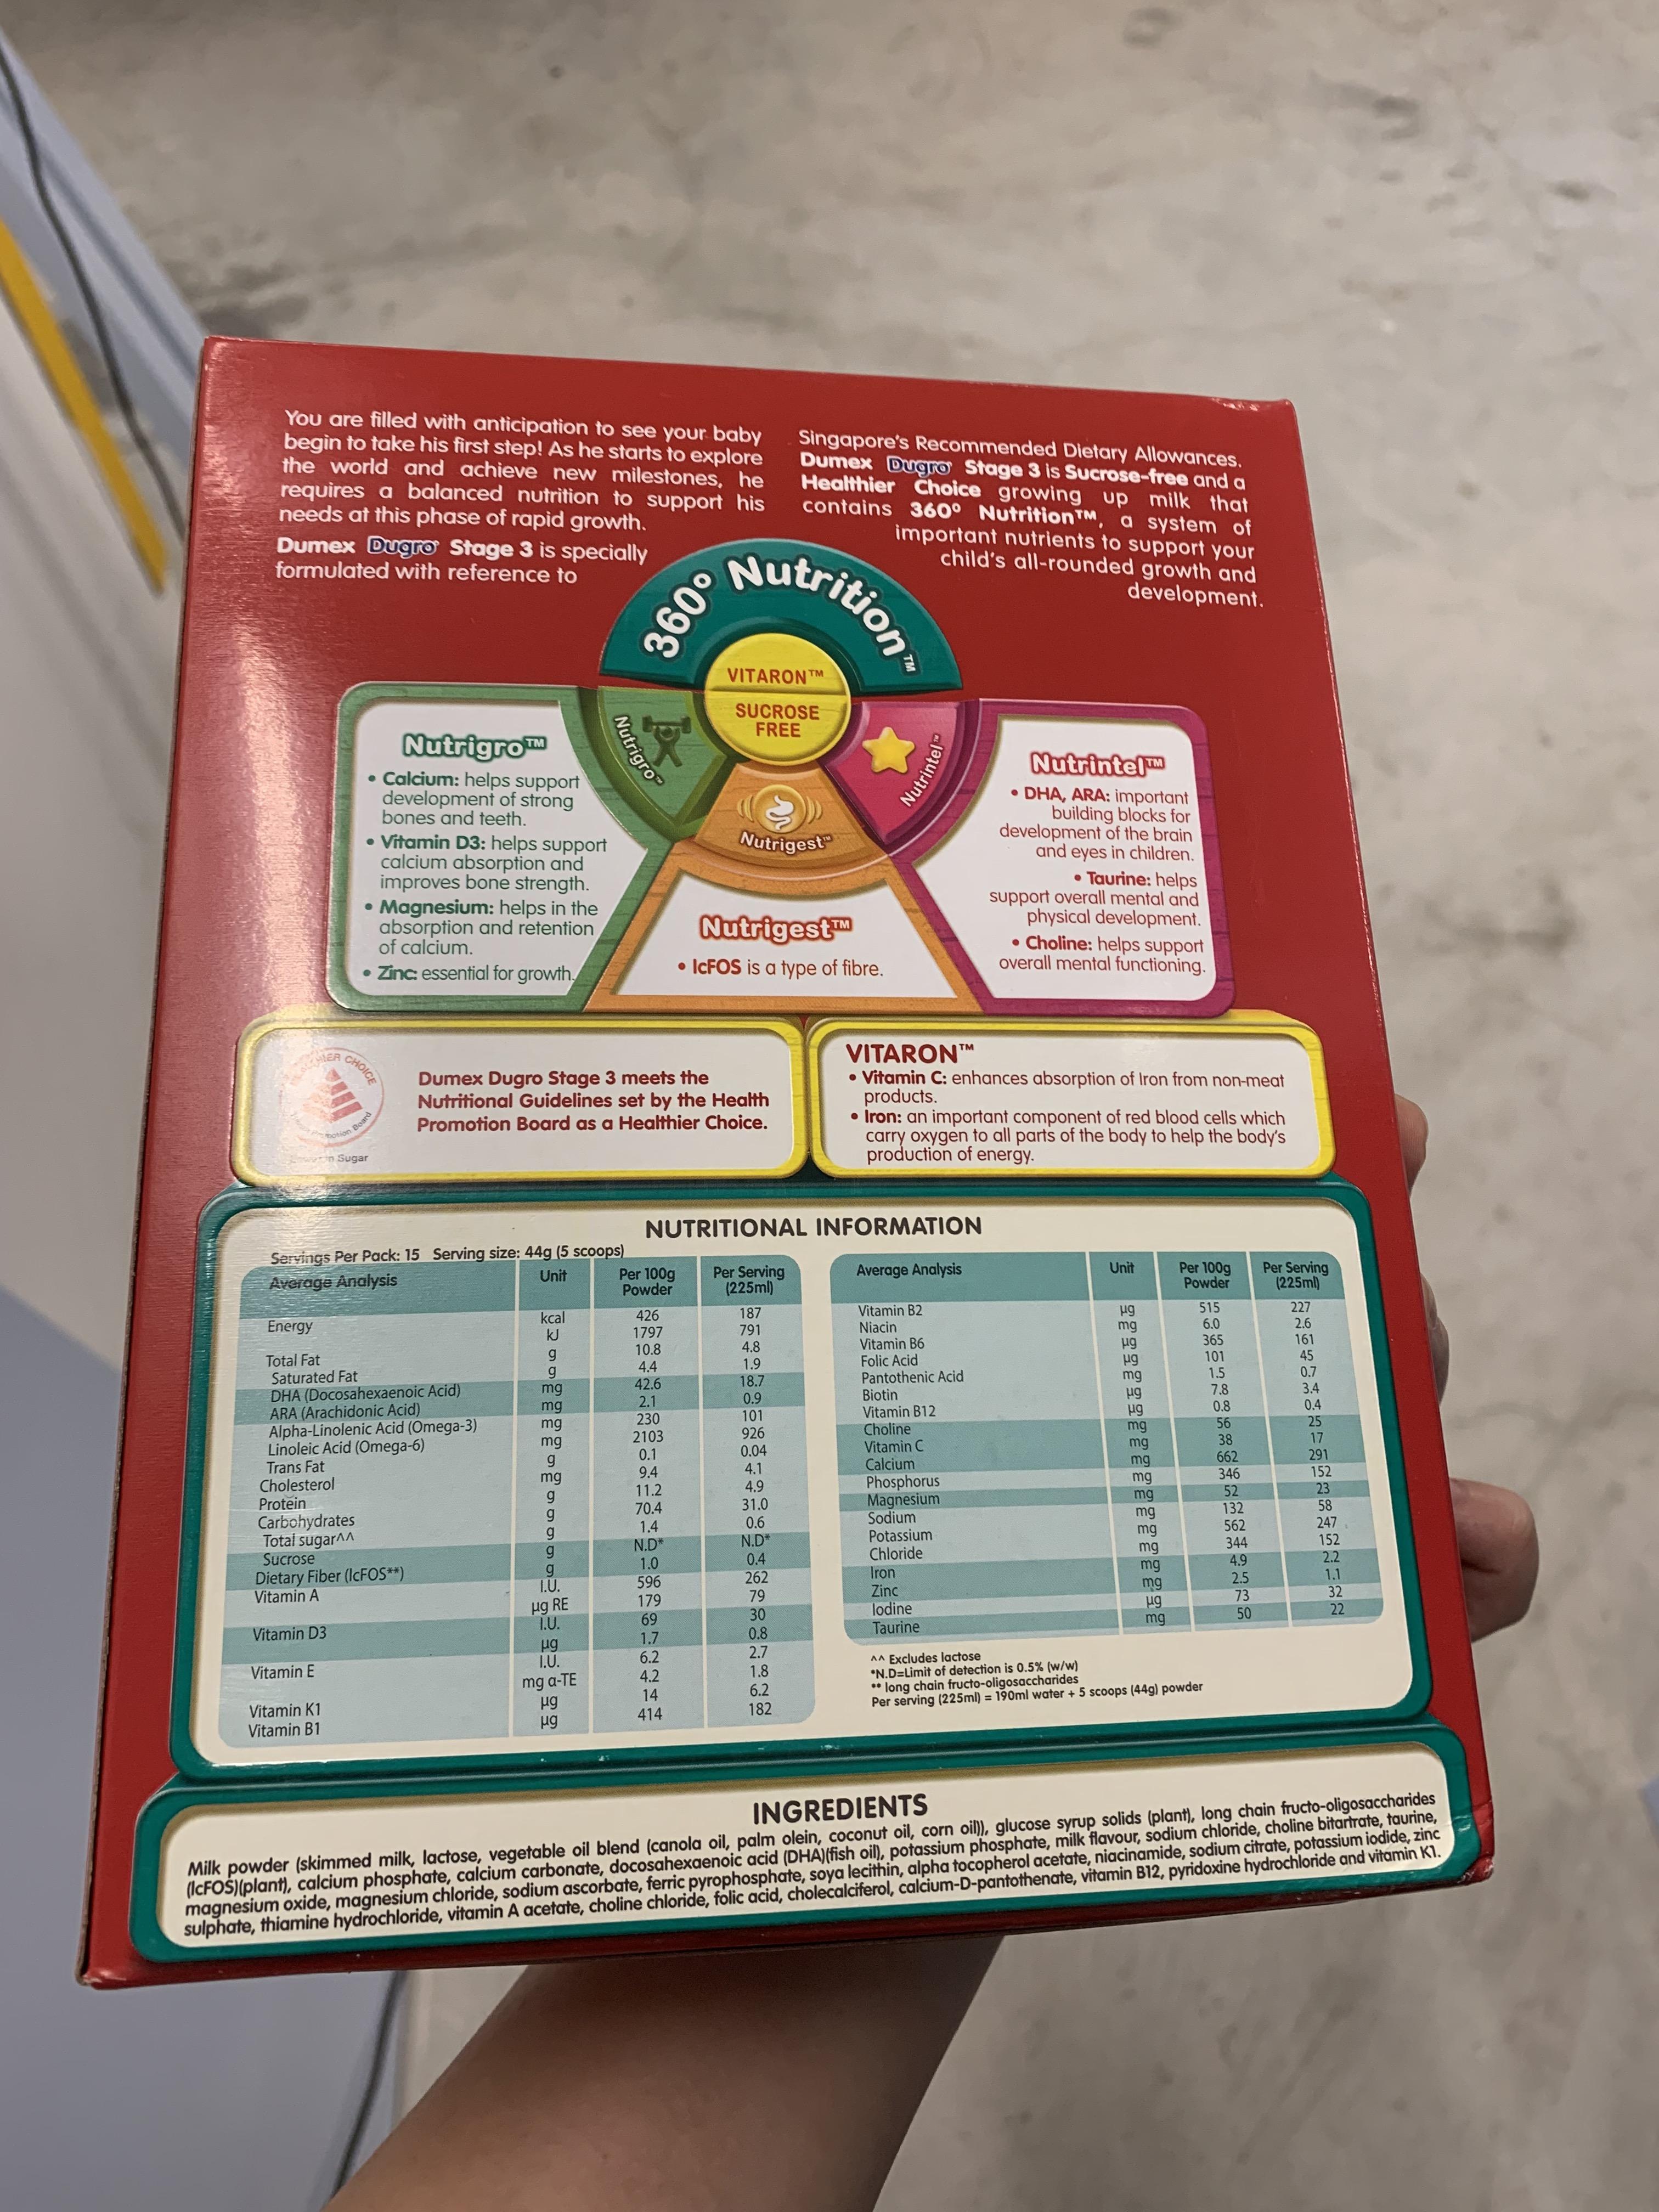 You are filled with anticipation to see your baby
begin to take his first step! As he starts to explore
the world and achieve new milestones, he
requires a balanced nutrition to support his
needs at this phase of rapid growth.
Dumex Dugro Stage 3 is specially
formulated with reference to
Singapore's Recommended Dietary Allowances.
Dumex Dugro Stage 3 is Sucrose-free and a
Healthier Choice growing up milk that
contains 360° Nutrition™, a system of
important nutrients to support your
child's all-rounded growth and
development.
360° Nutrition™
VITARON™
SUCROSE
FREE
Nutrigro™
Nutrigest™
Nutrintel™
Nutrigro™
• Calcium: helps support
development of strong
bones and teeth.
• Vitamin D3: helps support
calcium absorption and
improves bone strength.
• Magnesium: helps in the
absorption and retention
of calcium.
• Zinc: essential for growth.
Nutrigest™
• lcFOS is a type of fibre.
Nutrintel™
• DHA, ARA: important
building blocks for
development of the brain
and eyes in children.
• Taurine: helps
support overall mental and
physical development.
• Choline: helps support
overall mental functioning.
CHOICE
Board
Sugar
Dumex Dugro Stage 3 meets the
Nutritional Guidelines set by the Health
Promotion Board as a Healthier Choice.
VITARON™
• Vitamin C: enhances absorption of Iron from non-meat
products.
• Iron: an important component of red blood cells which
carry oxygen to all parts of the body to help the body's
production of energy.
NUTRITIONAL INFORMATION
Servings Per Pack: 15 Serving size: 44g (5 scoops)
Average Analysis Unit Per 100g Powder Per Serving (225ml)
Energy kcal 426 187
kJ 1797 791
Total Fat g 10.8 4.8
Saturated Fat g 4.4 1.9
DHA (Docosahexaenoic Acid) mg 42.6 18.7
ARA (Arachidonic Acid) mg 2.1 0.9
Alpha-Linolenic Acid (Omega-3) mg 230 101
Linoleic Acid (Omega-6) mg 2103 926
Trans Fat g 0.1 0.04
Cholesterol mg 9.4 4.1
Protein g 11.2 4.9
Carbohydrates g 70.4 31.0
Total sugar^^ g 1.4 0.6
Sucrose g N.D* N.D*
Dietary Fiber (lcFOS**) g 1.0 0.4
Vitamin A I.U. 596 262
µg RE 179 79
Vitamin D3 I.U. 69 30
µg 1.7 0.8
Vitamin E I.U. 6.2 2.7
mg α-TE 4.2 1.8
Vitamin K1 µg 14 6.2
Vitamin B1 µg 414 182
Average Analysis Unit Per 100g Powder Per Serving (225ml)
Vitamin B2 µg 515 227
Niacin mg 6.0 2.6
Vitamin B6 µg 365 161
Folic Acid µg 101 45
Pantothenic Acid mg 1.5 0.7
Biotin µg 7.8 3.4
Vitamin B12 µg 0.8 0.4
Choline mg 56 25
Vitamin C mg 38 17
Calcium mg 662 291
Phosphorus mg 346 152
Magnesium mg 52 23
Sodium mg 132 58
Potassium mg 562 247
Chloride mg 344 152
Iron mg 4.9 2.2
Zinc mg 2.5 1.1
Iodine µg 73 32
Taurine mg 50 22
^^ Excludes lactose
*N.D=Limit of detection is 0.5% (w/w)
** long chain fructo-oligosaccharides
Per serving (225ml) = 190ml water + 5 scoops (44g) powder
INGREDIENTS
Milk powder (skimmed milk, lactose, vegetable oil blend (canola oil, palm olein, coconut oil, corn oil)), glucose syrup solids (plant), long chain fructo-oligosaccharides
(lcFOS)(plant), calcium phosphate, calcium carbonate, docosahexaenoic acid (DHA)(fish oil), potassium phosphate, milk flavour, sodium chloride, choline bitartrate, taurine,
magnesium oxide, magnesium chloride, sodium ascorbate, ferric pyrophosphate, soya lecithin, alpha tocopherol acetate, niacinamide, sodium citrate, potassium iodide, zinc
sulphate, thiamine hydrochloride, vitamin A acetate, choline chloride, folic acid, cholecalciferol, calcium-D-pantothenate, vitamin B12, pyridoxine hydrochloride and vitamin K1.